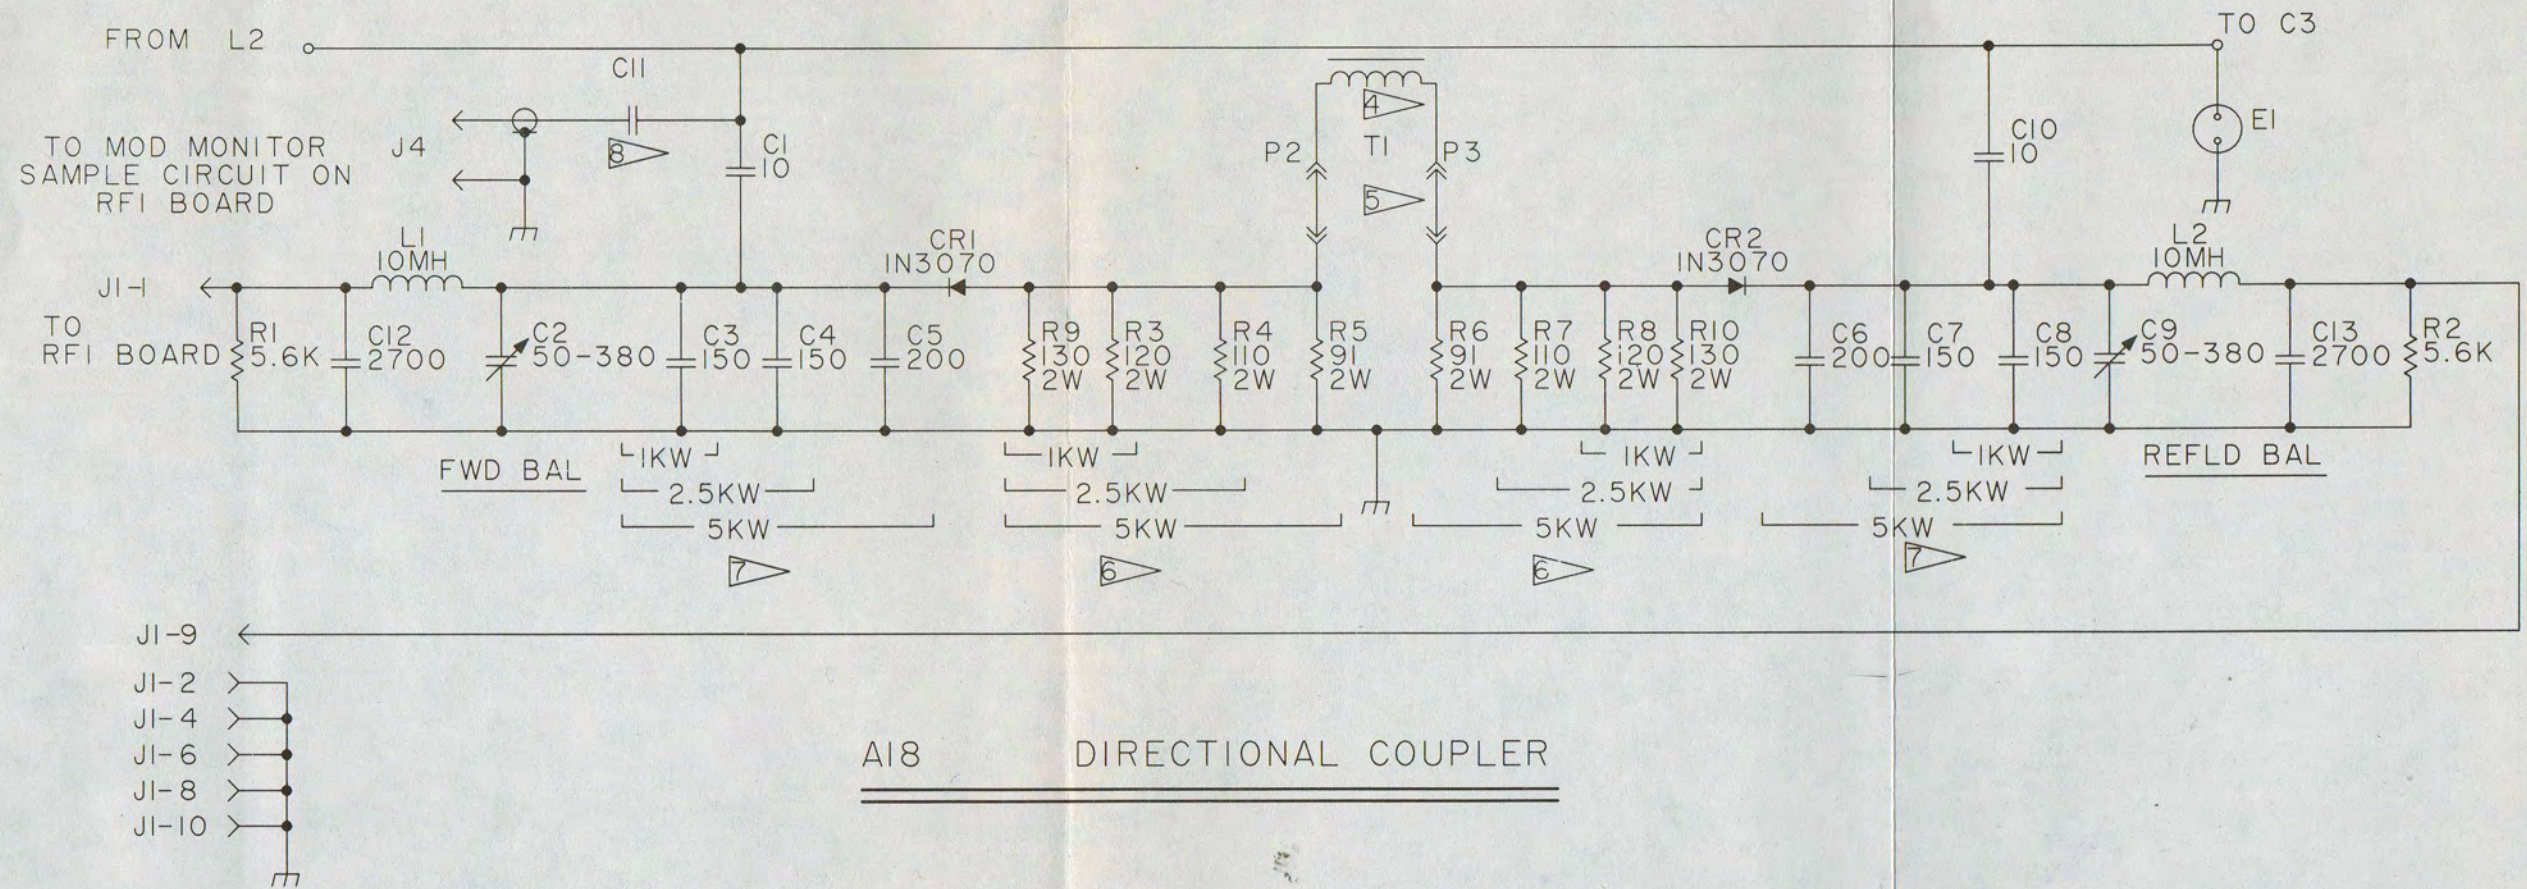 FROM L2
TO C3
C11
8
J4
TO MOD MONITOR
SAMPLE CIRCUIT ON
RFI BOARD
C1
10
4
T1
P2
P3
5
C10
10
E1
J1-1
TO
RFI BOARD
L1
10MH
CR1
1N3070
CR2
1N3070
L2
10MH
R1
5.6K
C12
2700
C2
50-380
C3
150
C4
150
C5
200
R9
130
2W
R3
120
2W
R4
110
2W
R5
91
2W
R6
91
2W
R7
110
2W
R8
120
2W
R10
130
2W
C6
200
C7
150
C8
150
C9
50-380
C13
2700
R2
5.6K
FWD BAL
1KW
2.5KW
5KW
7
1KW
2.5KW
5KW
6
1KW
2.5KW
5KW
6
1KW
2.5KW
5KW
7
REFLD BAL
J1-9
J1-2
J1-4
J1-6
J1-8
J1-10
A18 DIRECTIONAL COUPLER